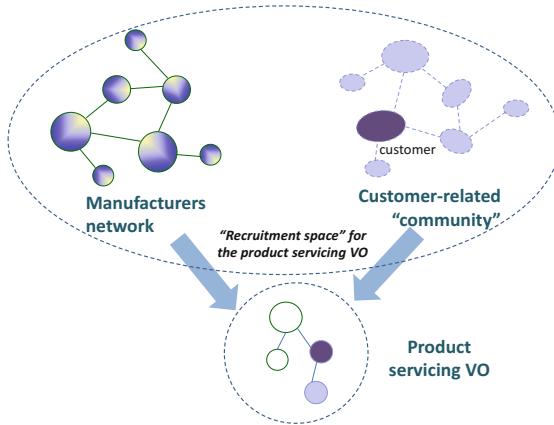 customer
Manufacturers
network
Customer-related
“community”
“Recruitment space” for
the product servicing VO
Product
servicing VO